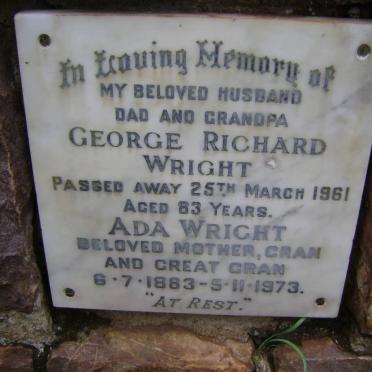 In Loving Memory of
MY BELOVED HUSBAND
DAD AND GRANDPA
GEORGE RICHARD
WRIGHT
PASSED AWAY 25TH MARCH 1961
AGED 83 YEARS.
ADA WRIGHT
BELOVED MOTHER, GRAN
AND GREAT GRAN
6·7·1883-5·11·1973.
"AT REST."